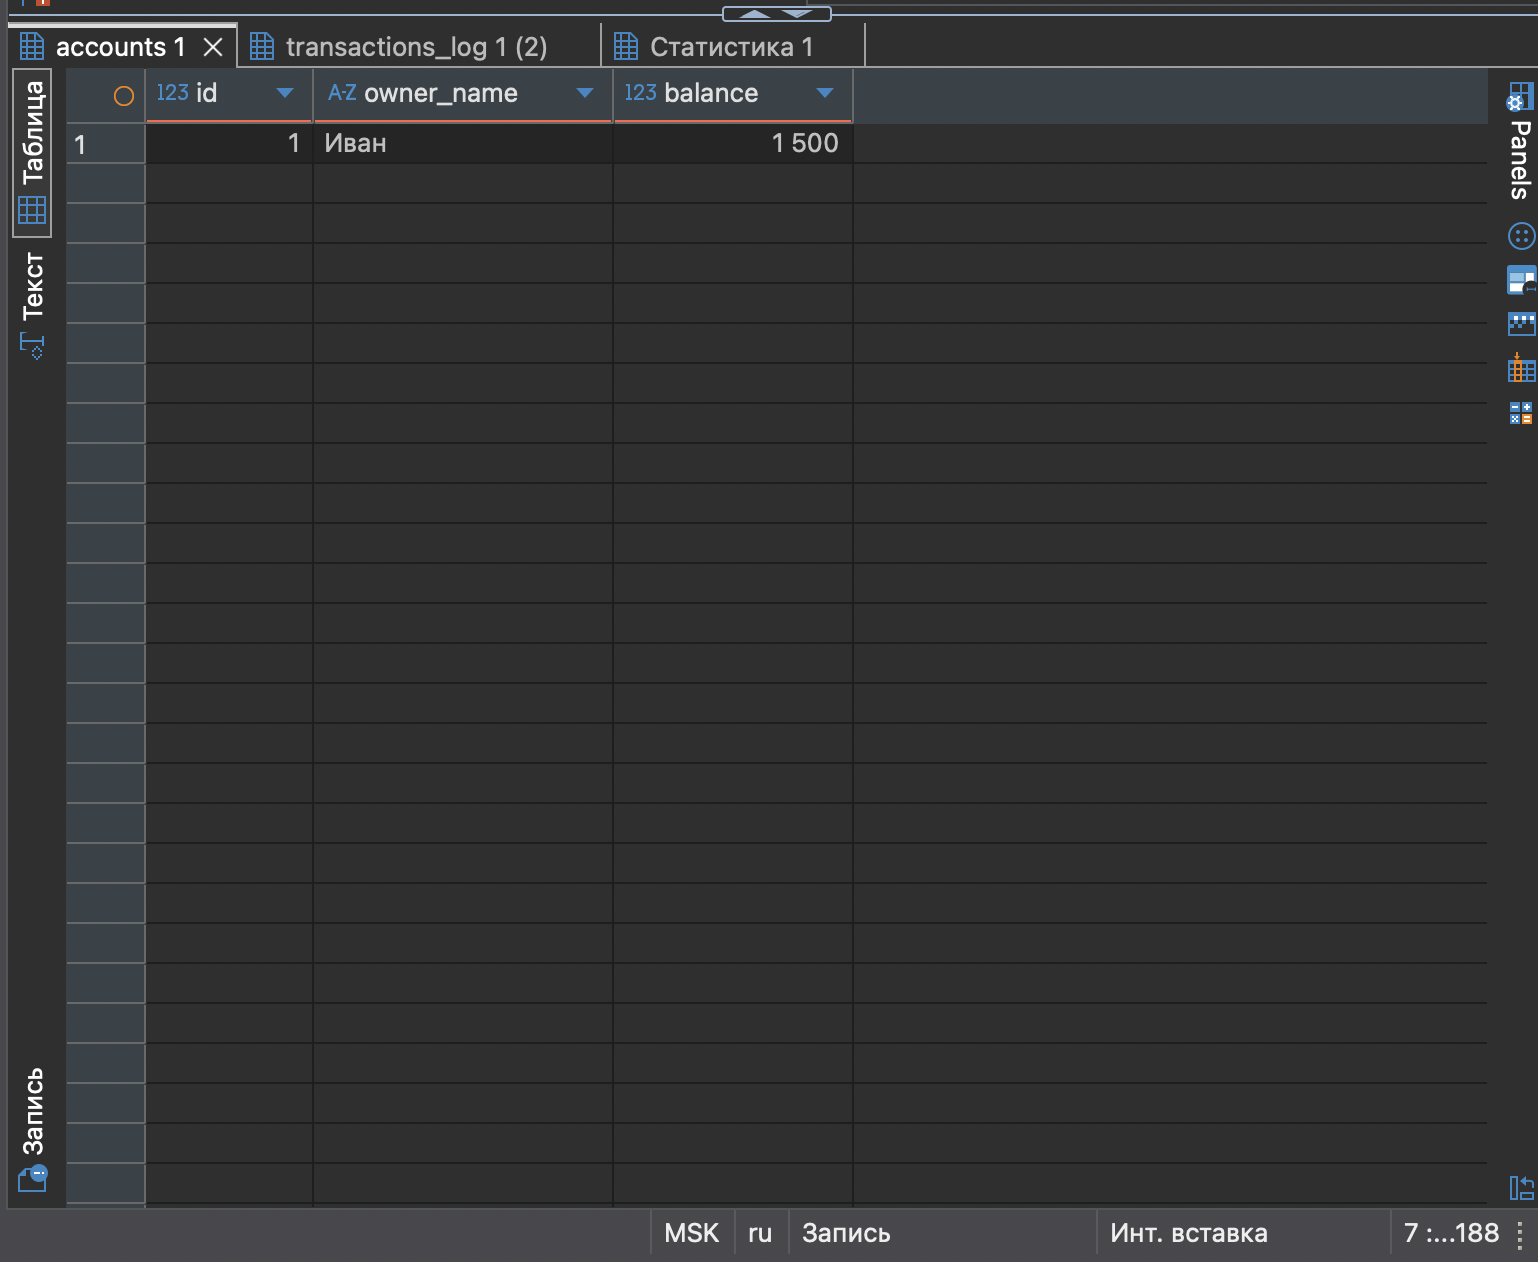 accounts 1
transactions_log 1 (2)
Статистика 1
Таблица
Текст
Запись
123 id
A-Z owner_name
123 balance
1 1 Иван 1 500
Panels
MSK
ru
Запись
Инт. вставка
7 :...188